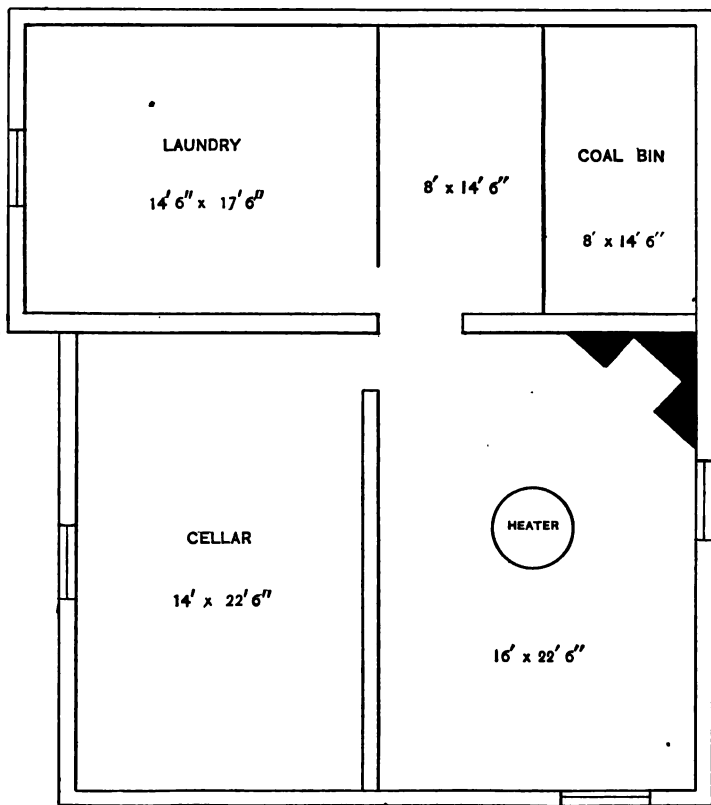 LAUNDRY
14' 6" x 17' 6"
8' x 14' 6"
COAL BIN
8' x 14' 6"
HEATER
CELLAR
14' x 22' 6"
16' x 22' 6"